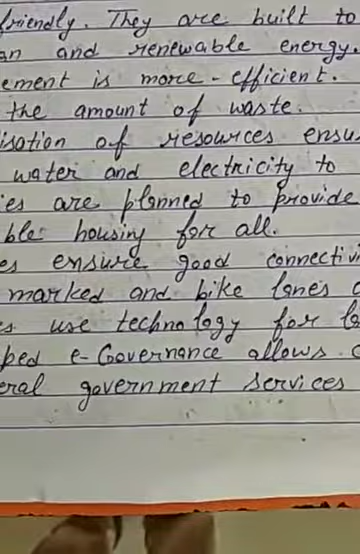 friendly. They are built to
an and renewable energy.
ement is more-efficient.
the amount of waste.
isation of resources ensu
water and electricity to
ies are planned to provide
ble housing for all.
es ensure good connectivi
marked and bike lanes
s use technology for la
ped e-Governance allows c
eral government services